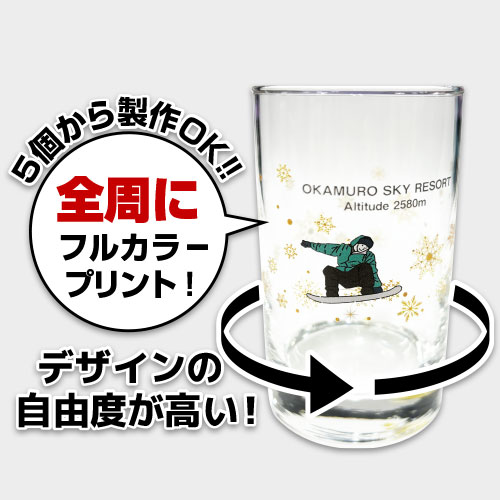 5個から製作OK!!
全周に
フルカラー
プリント!
デザインの
自由度が高い!
OKAMURO SKY RESORT
Altitude 2580m